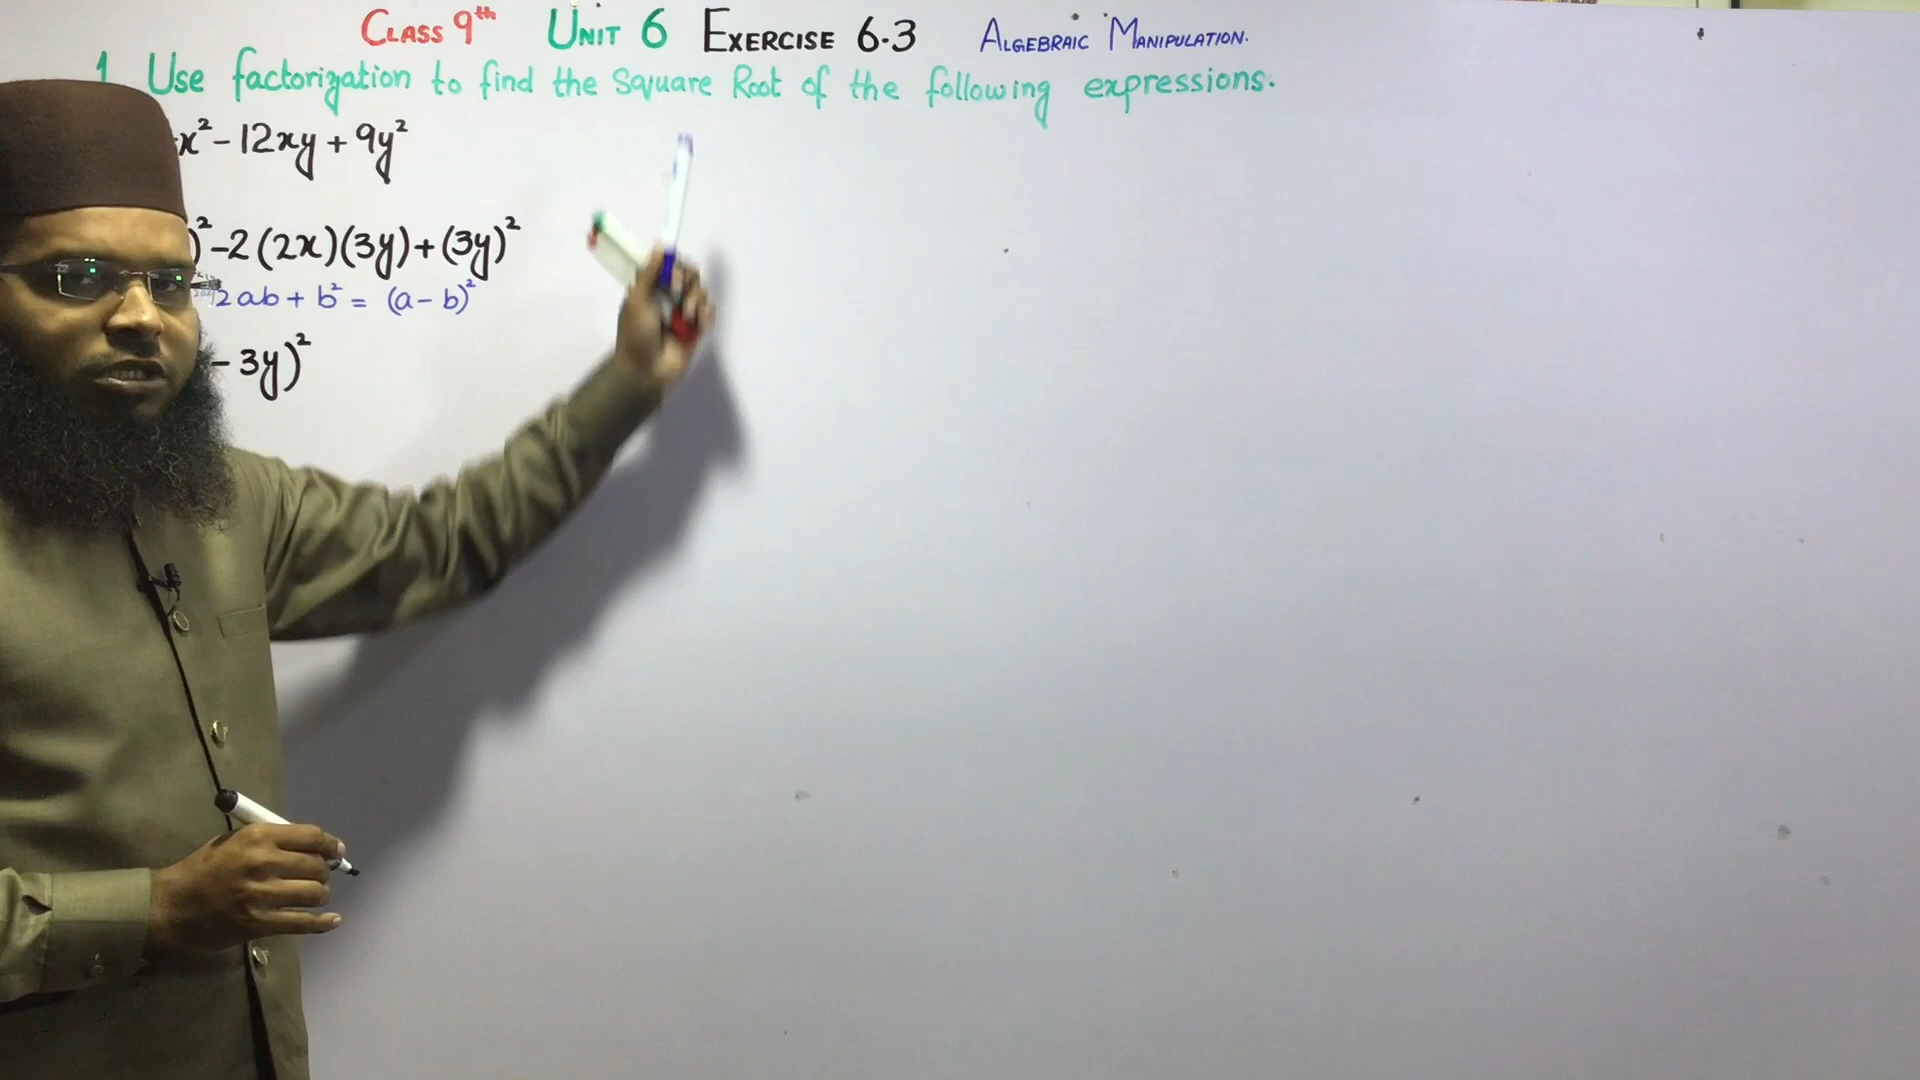 CLASS 9th UNIT 6 EXERCISE 6.3 ALGEBRAIC MANIPULATION.
1 Use factorization to find the Square Root of the following expressions.
x² - 12xy + 9y²
)² - 2(2x)(3y) + (3y)²
2ab + b² = (a - b)²
- 3y)²